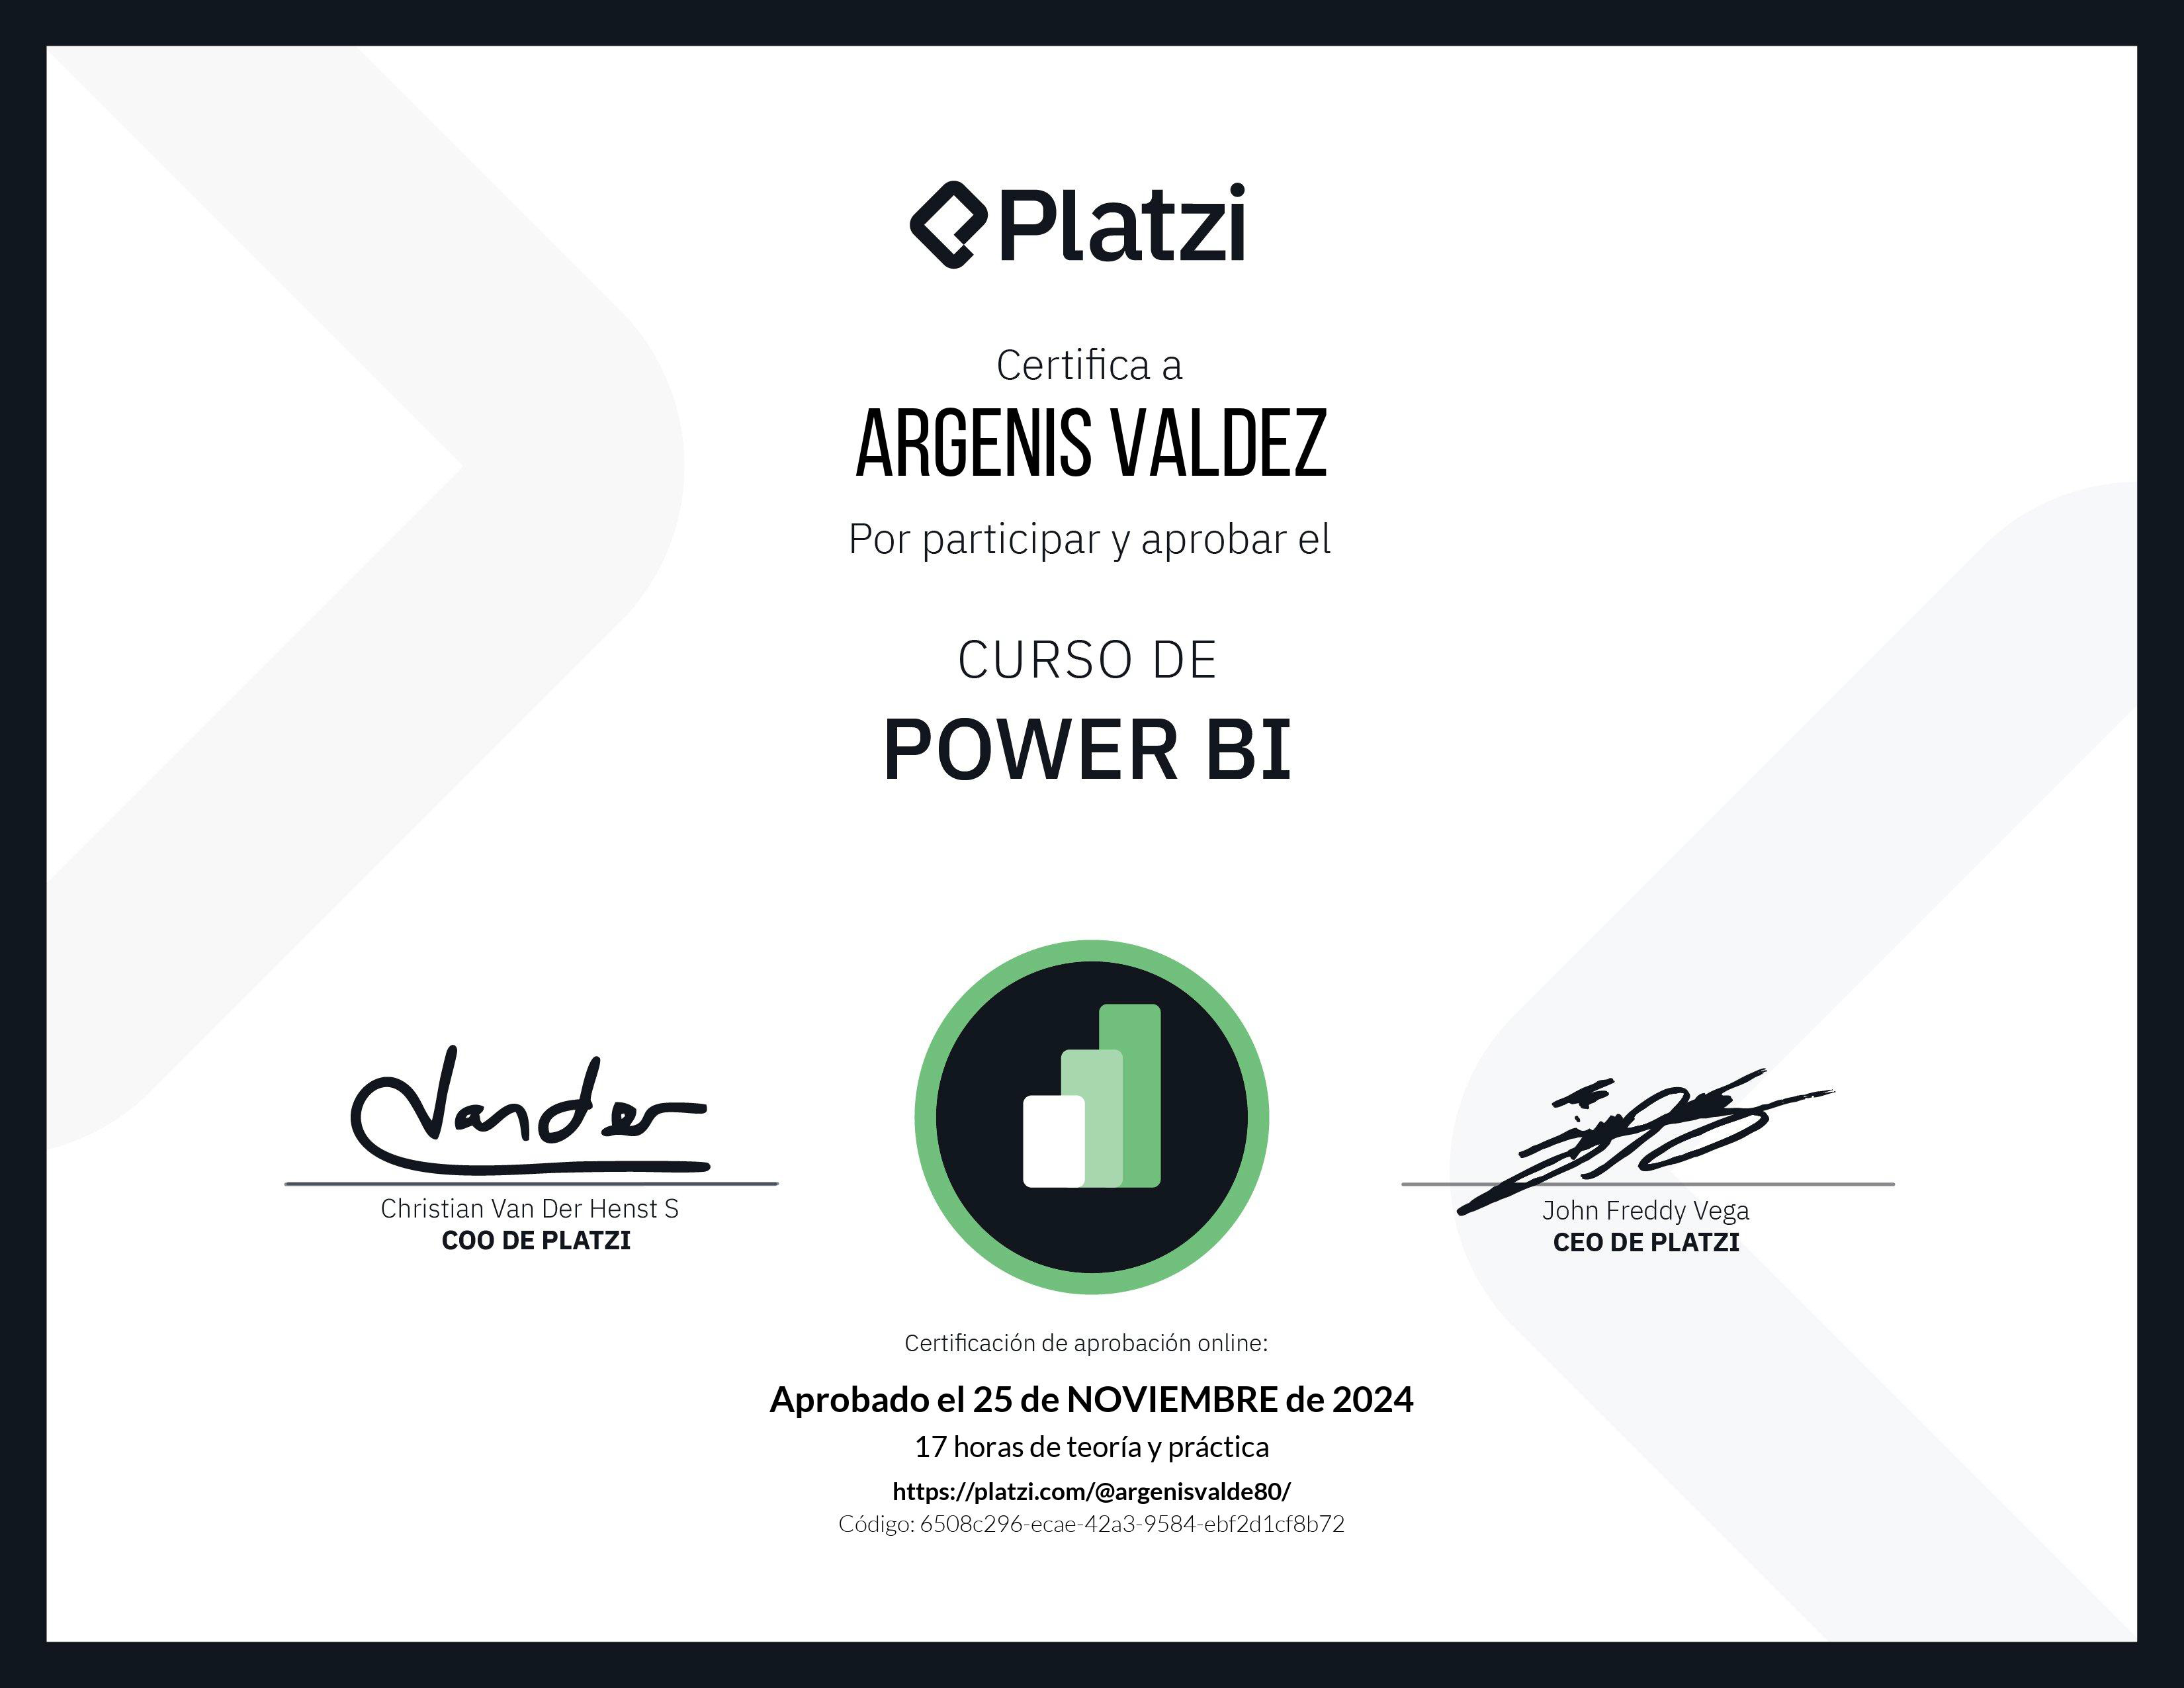 Platzi
Certifica a
ARGENIS VALDEZ
Por participar y aprobar el
CURSO DE
POWER BI
Vander
Christian Van Der Henst S
COO DE PLATZI
John Freddy Vega
CEO DE PLATZI
Certificación de aprobación online:
Aprobado el 25 de NOVIEMBRE de 2024
17 horas de teoría y práctica
https://platzi.com/@argenisvalde80/
Código: 6508c296-ecae-42a3-9584-ebf2d1cf8b72